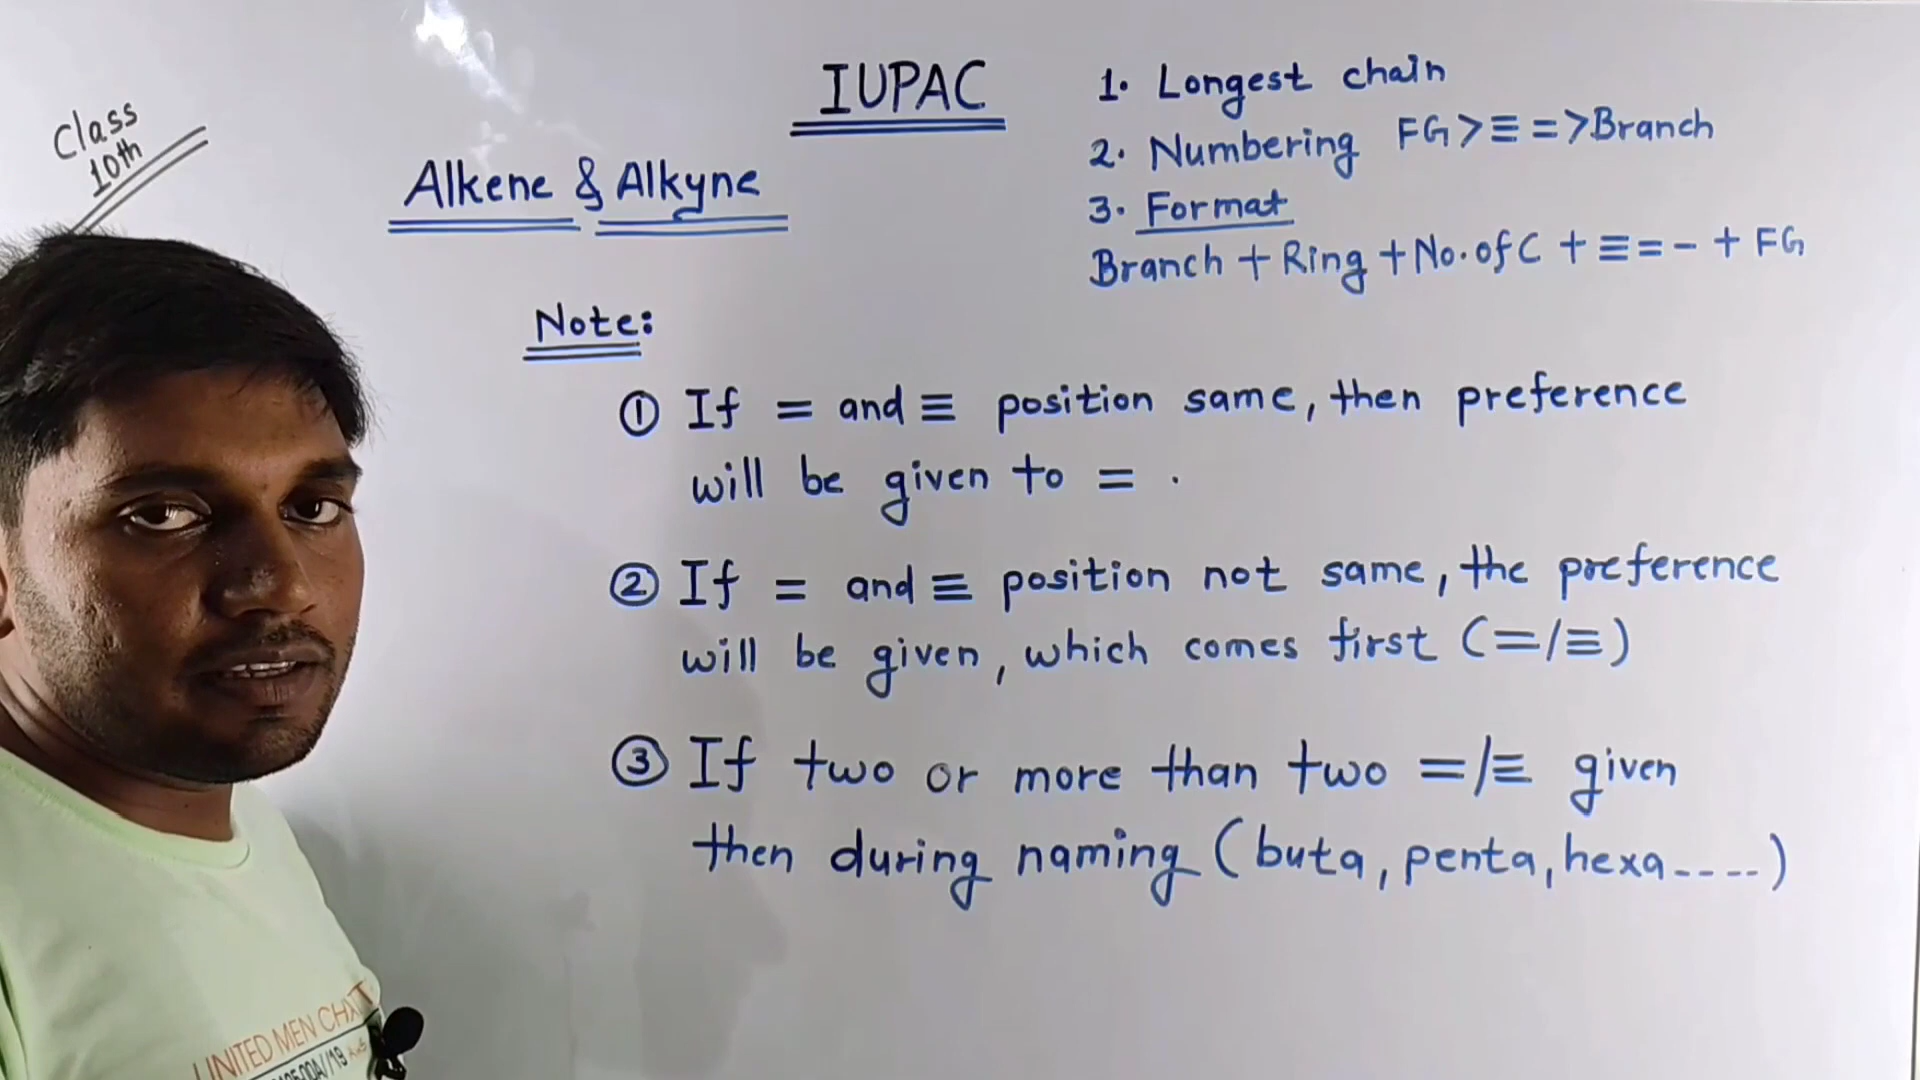 Class
10th
IUPAC
Alkene & Alkyne
1. Longest chain
2. Numbering FG>≡ =>Branch
3. Format
Branch + Ring + No. of C + ≡ = - + FG
Note:
① If = and ≡ position same, then preference
will be given to = .
② If = and ≡ position not same, the preference
will be given, which comes first (=/≡)
③ If two or more than two =/≡ given
then during naming (buta, penta, hexa----)
UNITED MEN